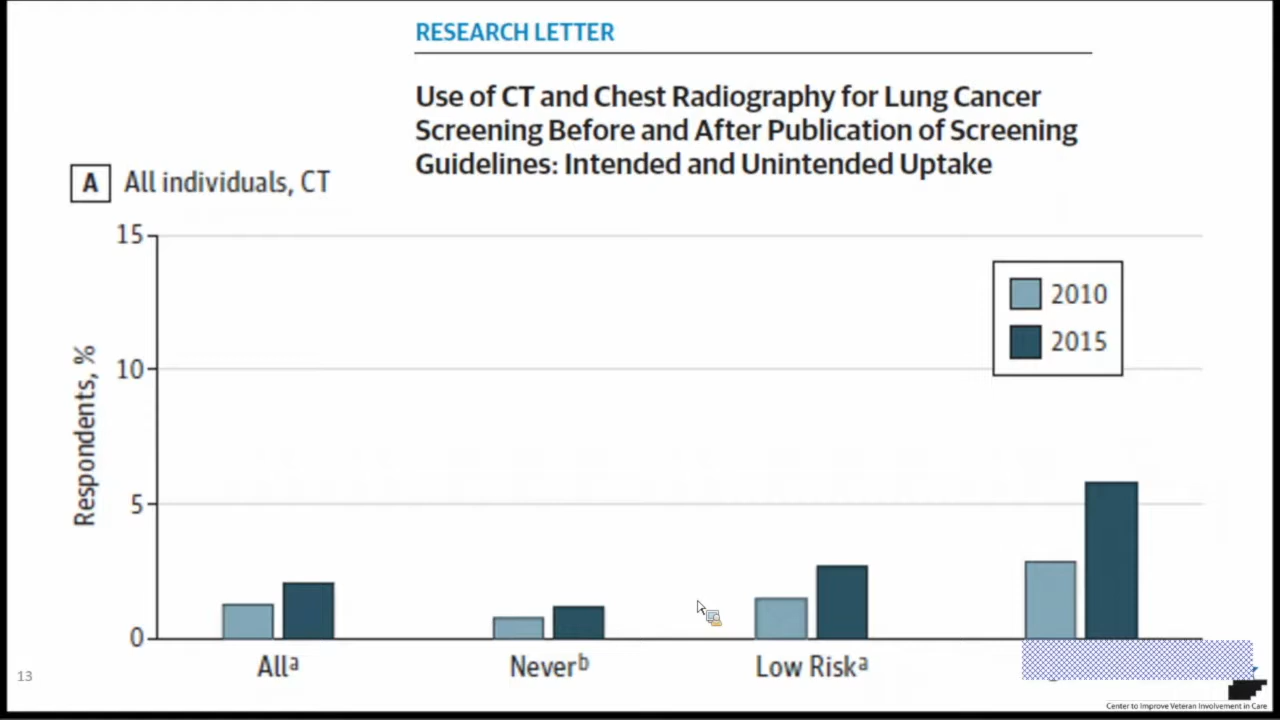 RESEARCH LETTER
Use of CT and Chest Radiography for Lung Cancer
Screening Before and After Publication of Screening
Guidelines: Intended and Unintended Uptake
A All individuals, CT
15
10
5
0
Respondents, %
2010
2015
Allᵃ
Neverᵇ
Low Riskᵃ
13
Center to Improve Veteran Involvement in Care